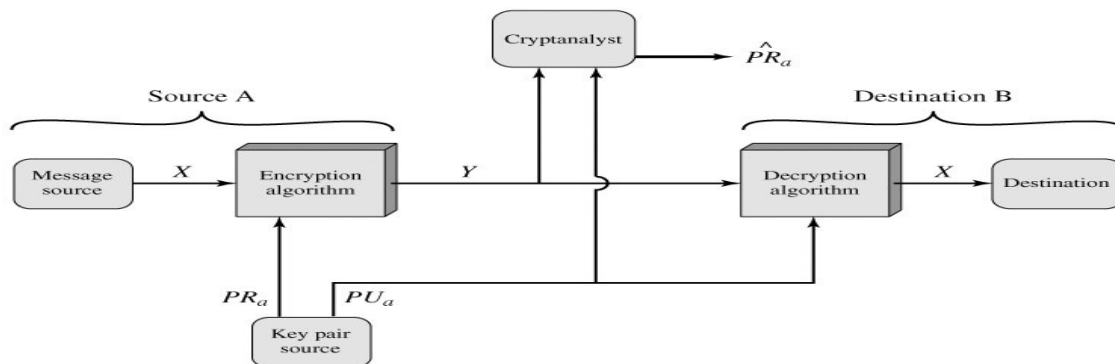 Cryptanalyst
P̂R_a
Source A
Destination B
Message
source
X
Encryption
algorithm
Y
Decryption
algorithm
X
Destination
PR_a
PU_a
Key pair
source